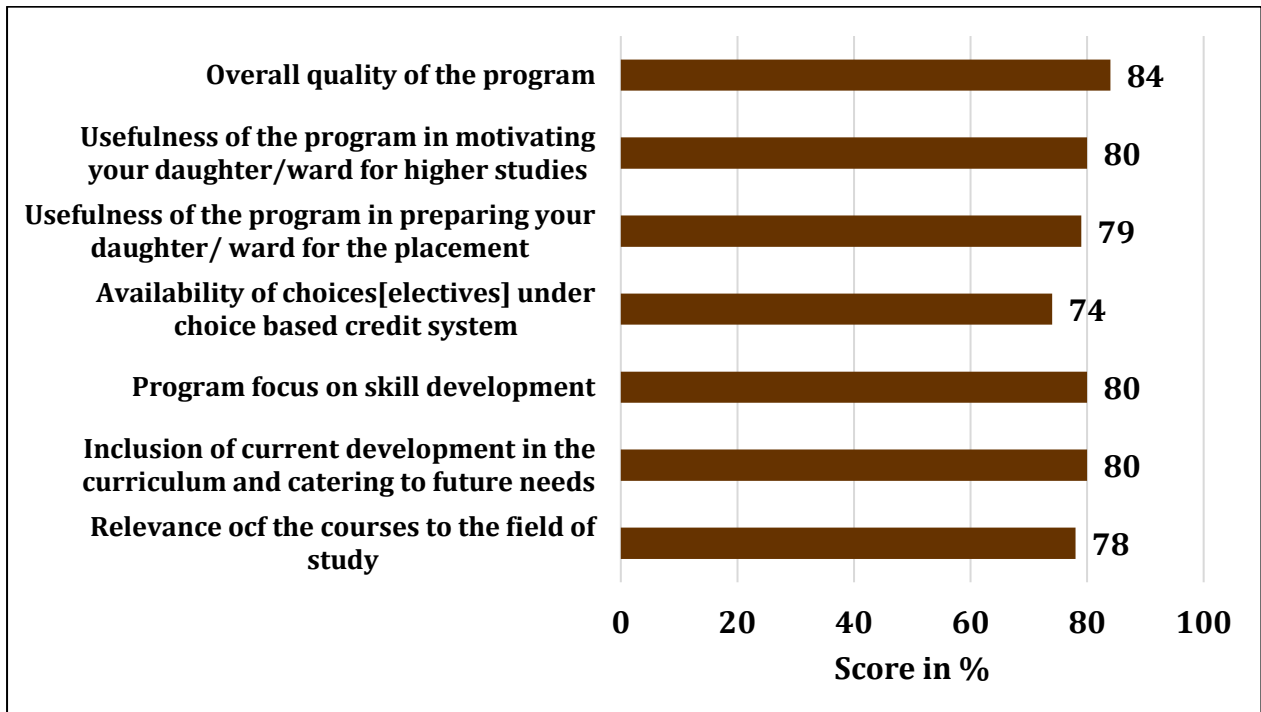 Overall quality of the program
84
Usefulness of the program in motivating
your daughter/ward for higher studies
80
Usefulness of the program in preparing your
daughter/ ward for the placement
79
Availability of choices[electives] under
choice based credit system
74
Program focus on skill development
80
Inclusion of current development in the
curriculum and catering to future needs
80
Relevance ocf the courses to the field of
study
78
0 20 40 60 80 100
Score in %